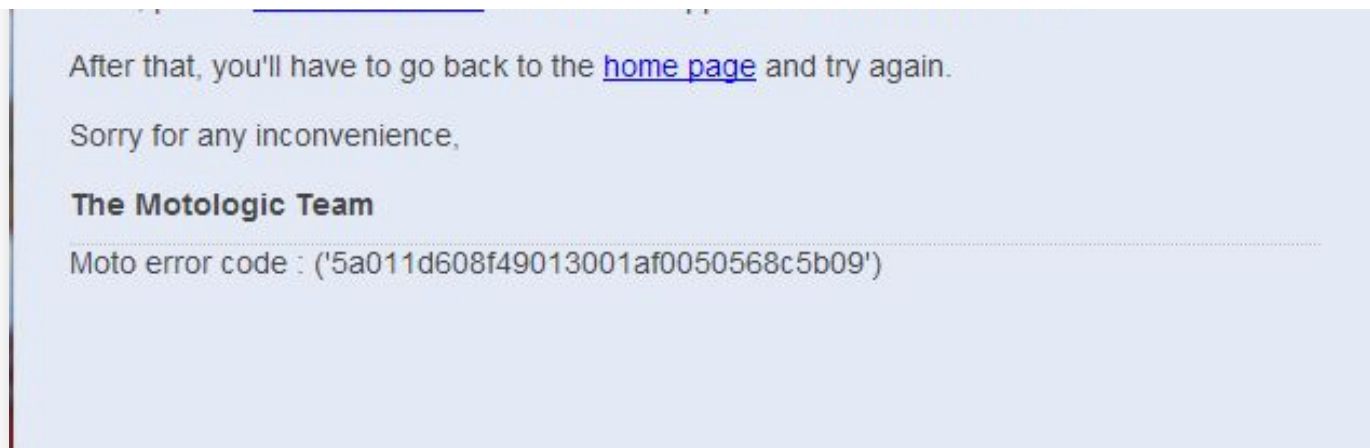 After that, you'll have to go back to the home page and try again.
Sorry for any inconvenience,
The Motologic Team
Moto error code : ('5a011d608f49013001af0050568c5b09')